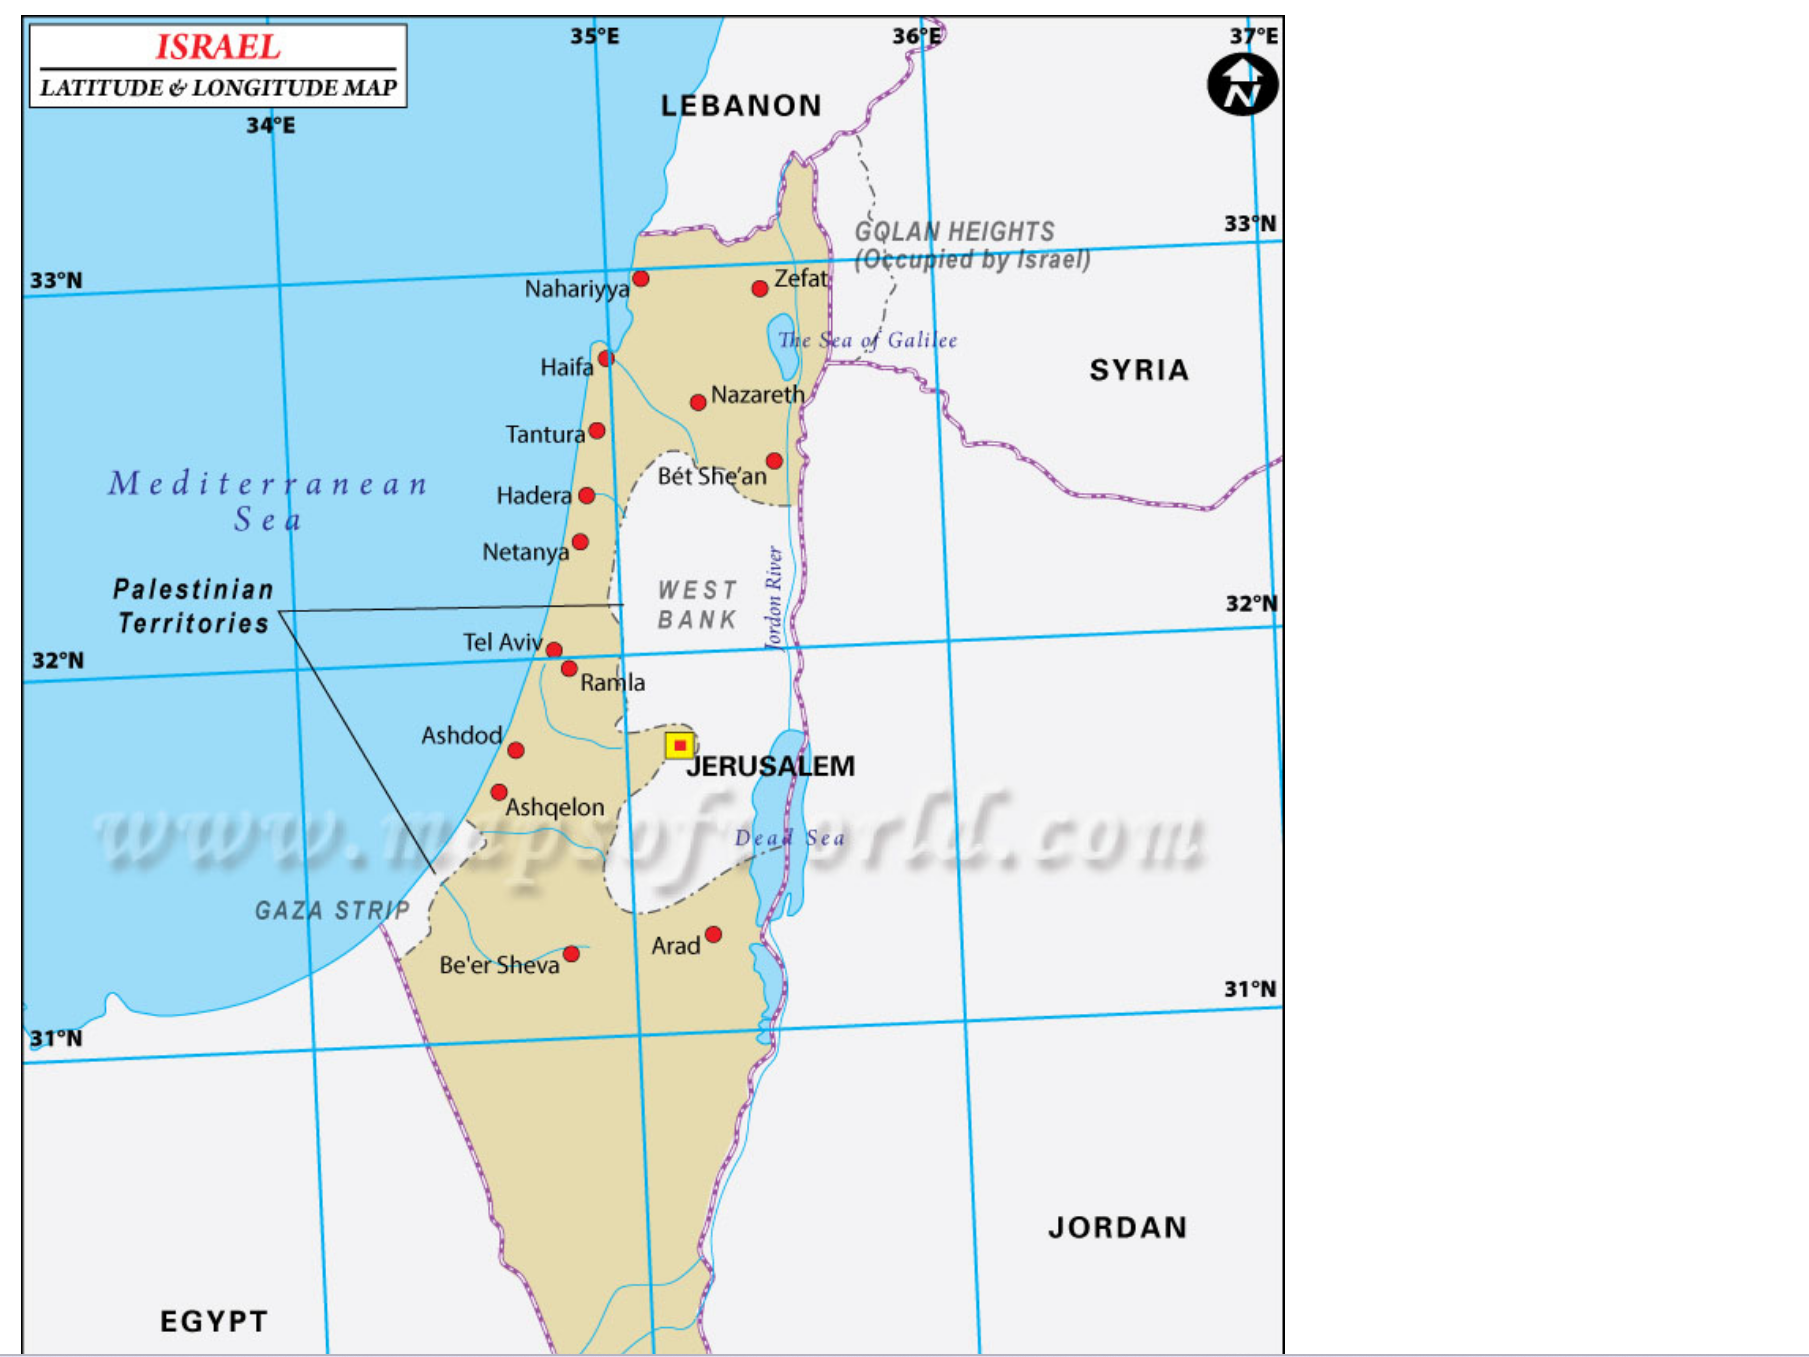 ISRAEL
LATITUDE & LONGITUDE MAP
34°E
35°E
36°E
37°E
N
LEBANON
33°N
GOLAN HEIGHTS
(Occupied by Israel)
33°N
Nahariyya
Zefat
The Sea of Galilee
Haifa
SYRIA
Nazareth
Tantura
Bét She'an
Mediterranean
Sea
Hadera
Netanya
Palestinian
Territories
WEST
BANK
Jordon River
32°N
Tel Aviv
32°N
Ramla
Ashdod
JERUSALEM
Ashqelon
www.mapsofworld.com
Dead Sea
GAZA STRIP
Arad
Be'er Sheva
31°N
31°N
JORDAN
EGYPT